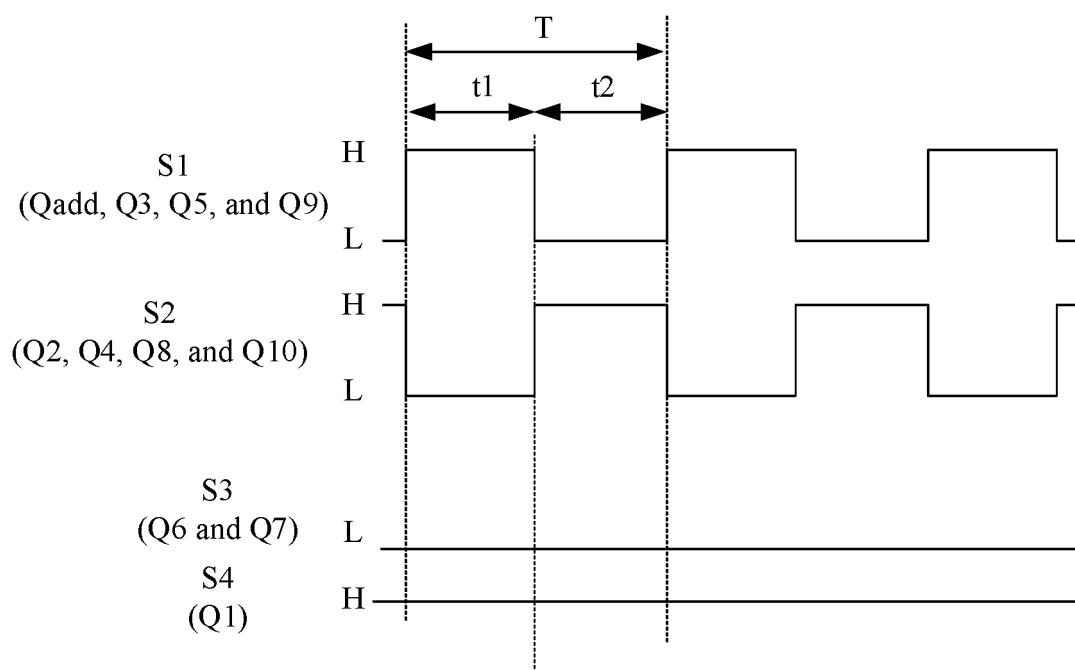 T
t1 t2
H
S1
(Qadd, Q3, Q5, and Q9)
L
H
S2
(Q2, Q4, Q8, and Q10)
L
S3
(Q6 and Q7)
L
S4
H
(Q1)